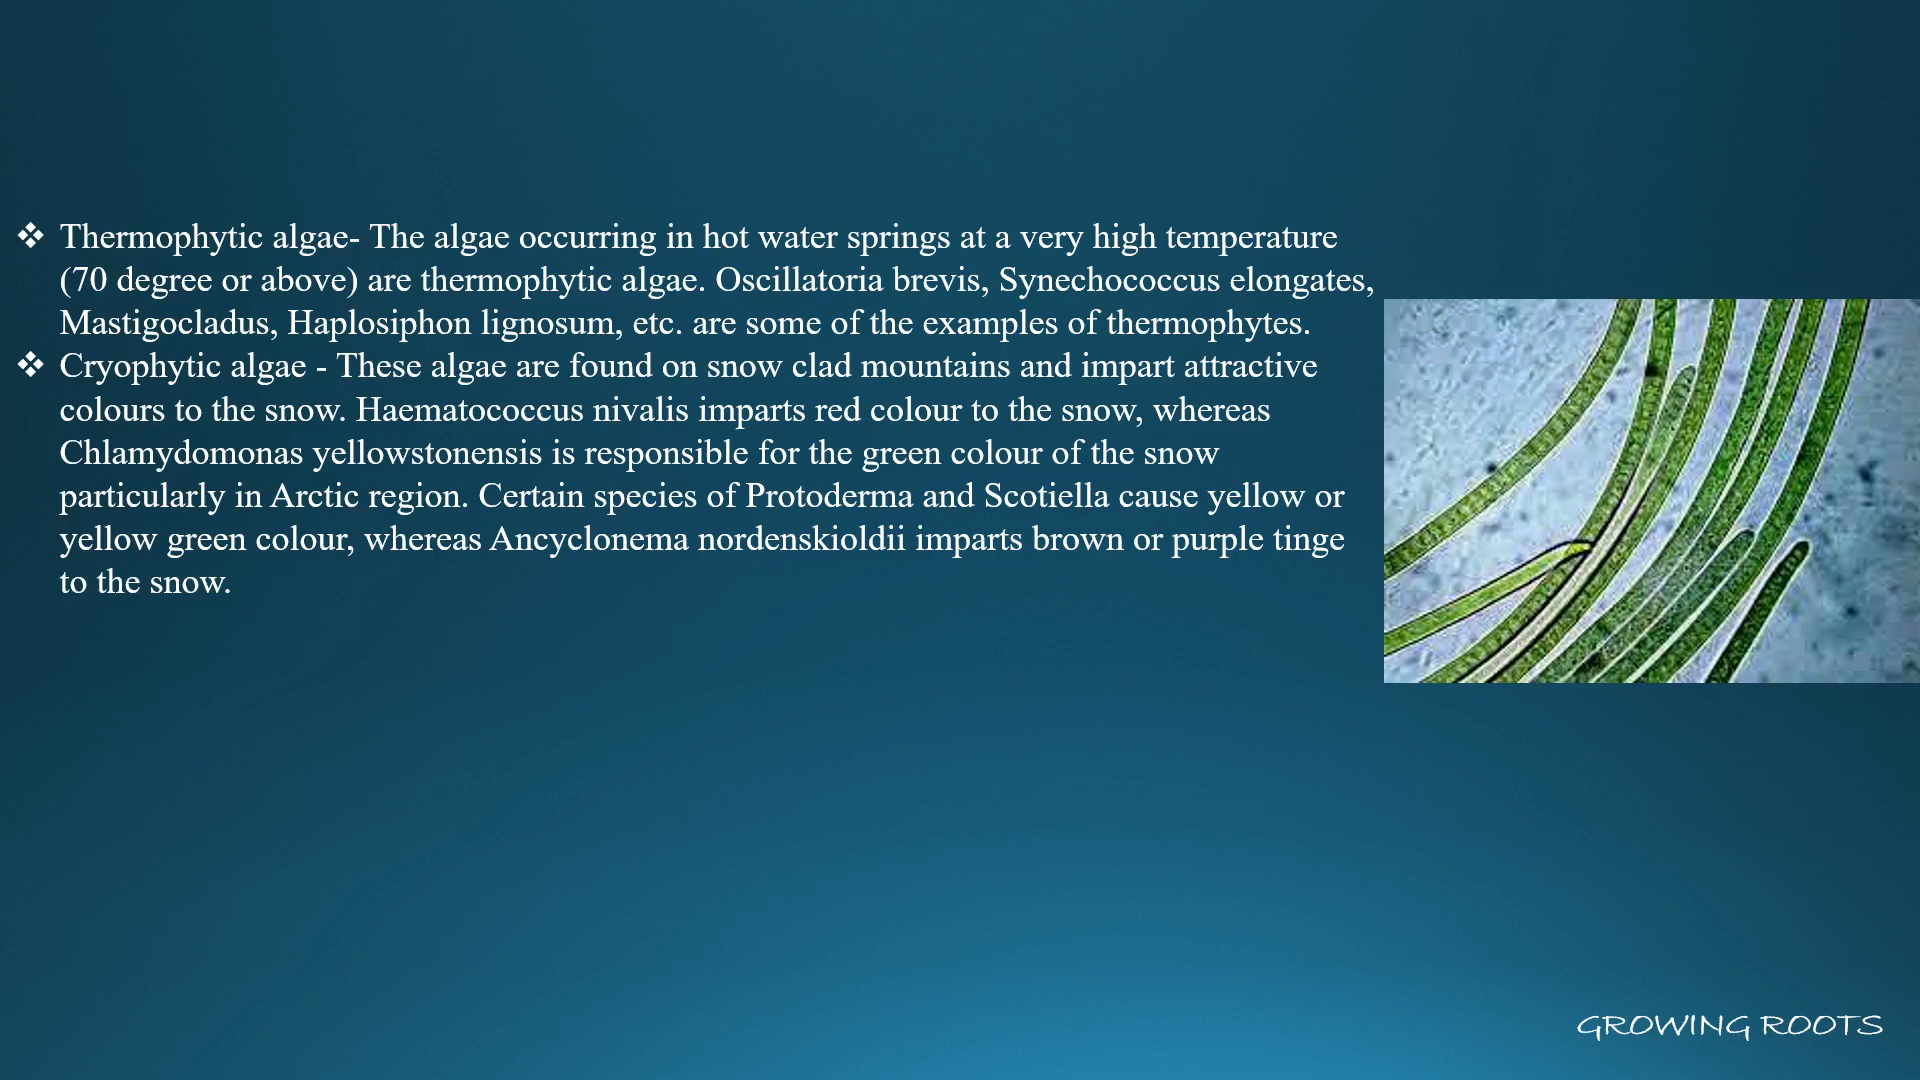 ❖ Thermophytic algae- The algae occurring in hot water springs at a very high temperature
(70 degree or above) are thermophytic algae. Oscillatoria brevis, Synechococcus elongates,
Mastigocladus, Haplosiphon lignosum, etc. are some of the examples of thermophytes.
❖ Cryophytic algae - These algae are found on snow clad mountains and impart attractive
colours to the snow. Haematococcus nivalis imparts red colour to the snow, whereas
Chlamydomonas yellowstonensis is responsible for the green colour of the snow
particularly in Arctic region. Certain species of Protoderma and Scotiella cause yellow or
yellow green colour, whereas Ancyclonema nordenskioldii imparts brown or purple tinge
to the snow.
GROWING ROOTS